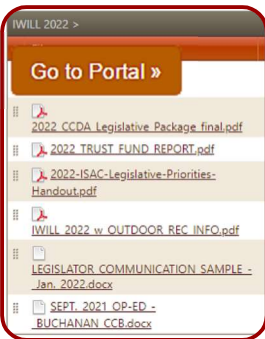 IWILL 2022 >
Go to Portal »
2022 CCDA Legislative Package final.pdf
2022 TRUST FUND REPORT.pdf
2022-ISAC-Legislative-Priorities-
Handout.pdf
IWILL 2022 w OUTDOOR REC INFO.pdf
LEGISLATOR COMMUNICATION SAMPLE -
Jan. 2022.docx
SEPT. 2021 OP-ED -
BUCHANAN CCB.docx